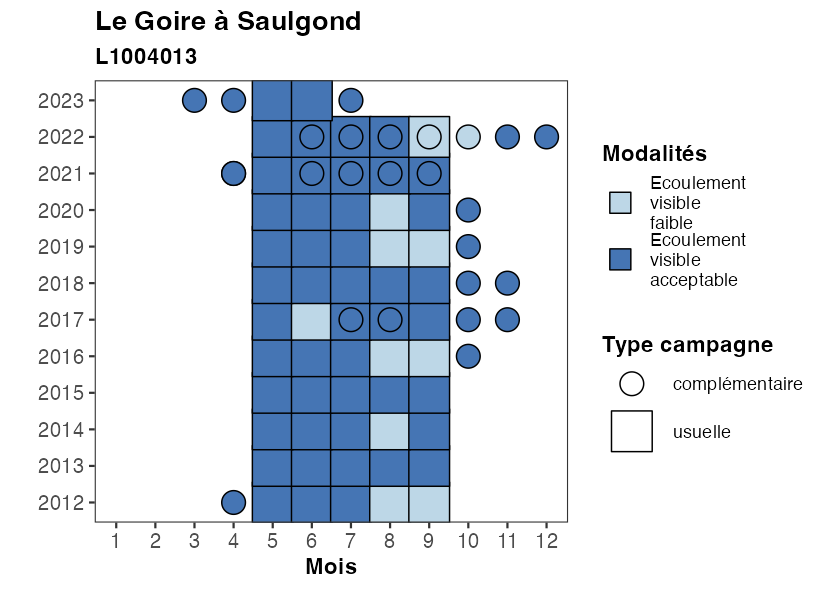 Le Goire à Saulgond
L1004013
2023
2022
2021
2020
2019
2018
2017
2016
2015
2014
2013
2012
1 2 3 4 5 6 7 8 9 10 11 12
Mois
Modalités
Ecoulement
visible
faible
Ecoulement
visible
acceptable
Type campagne
complémentaire
usuelle